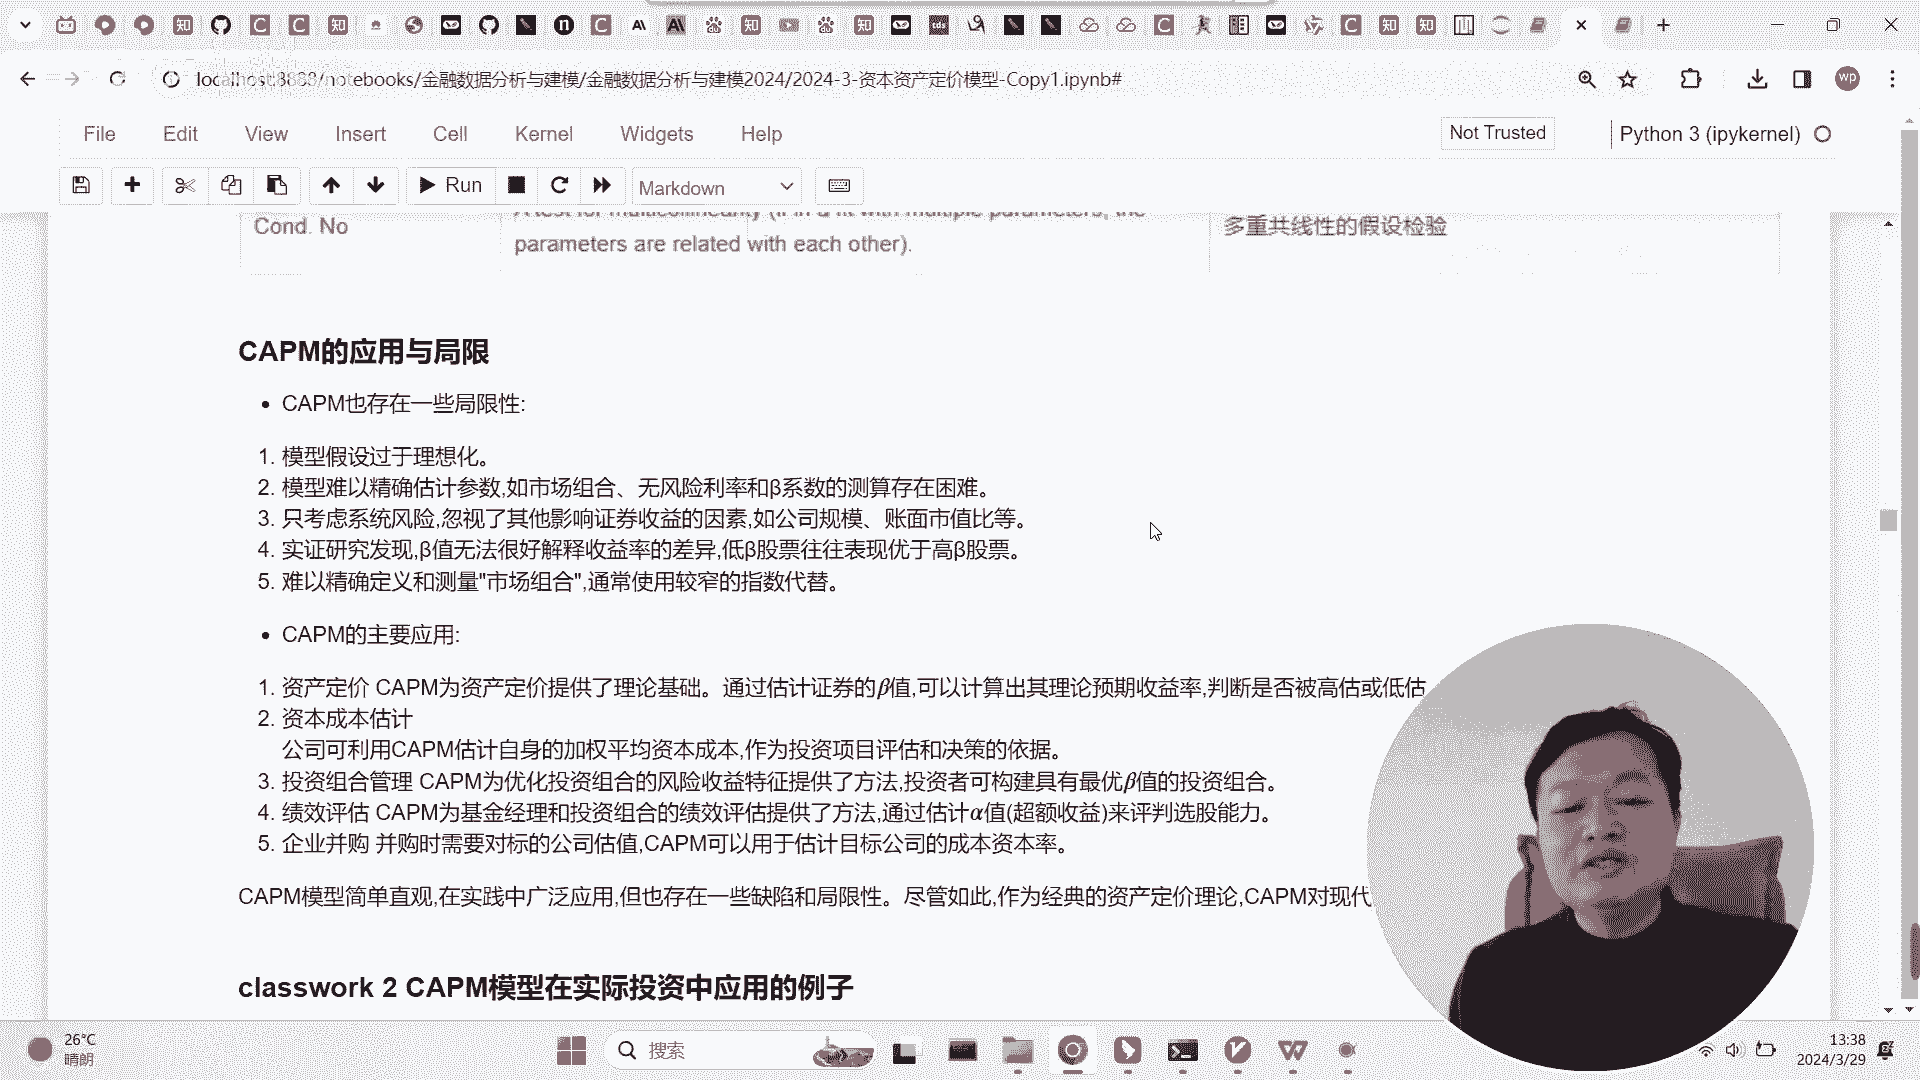 localhost:8888/notebooks/金融数据分析与建模/金融数据分析与建模2024/2024-3-资本资产定价模型-Copy1.ipynb#
wp
File Edit View Insert Cell Kernel Widgets Help
Not Trusted
Python 3 (ipykernel)
Run
Markdown
Cond. No
A test for multicollinearity (if in a fit with multiple parameters, the
parameters are related with each other).
多重共线性的假设检验
CAPM的应用与局限
CAPM也存在一些局限性:
1. 模型假设过于理想化。
2. 模型难以精确估计参数,如市场组合、无风险利率和β系数的测算存在困难。
3. 只考虑系统风险,忽视了其他影响证券收益的因素,如公司规模、账面市值比等。
4. 实证研究发现,β值无法很好解释收益率的差异,低β股票往往表现优于高β股票。
5. 难以精确定义和测量"市场组合",通常使用较窄的指数代替。
CAPM的主要应用:
1. 资产定价 CAPM为资产定价提供了理论基础。通过估计证券的β值,可以计算出其理论预期收益率,判断是否被高估或低估
2. 资本成本估计
公司可利用CAPM估计自身的加权平均资本成本,作为投资项目评估和决策的依据。
3. 投资组合管理 CAPM为优化投资组合的风险收益特征提供了方法,投资者可构建具有最优β值的投资组合。
4. 绩效评估 CAPM为基金经理和投资组合的绩效评估提供了方法,通过估计α值(超额收益)来评判选股能力。
5. 企业并购 并购时需要对标的公司估值,CAPM可以用于估计目标公司的成本资本率。
CAPM模型简单直观,在实践中广泛应用,但也存在一些缺陷和局限性。尽管如此,作为经典的资产定价理论,CAPM对现代
classwork 2 CAPM模型在实际投资中应用的例子
26°C
晴朗
搜索
13:38
2024/3/29